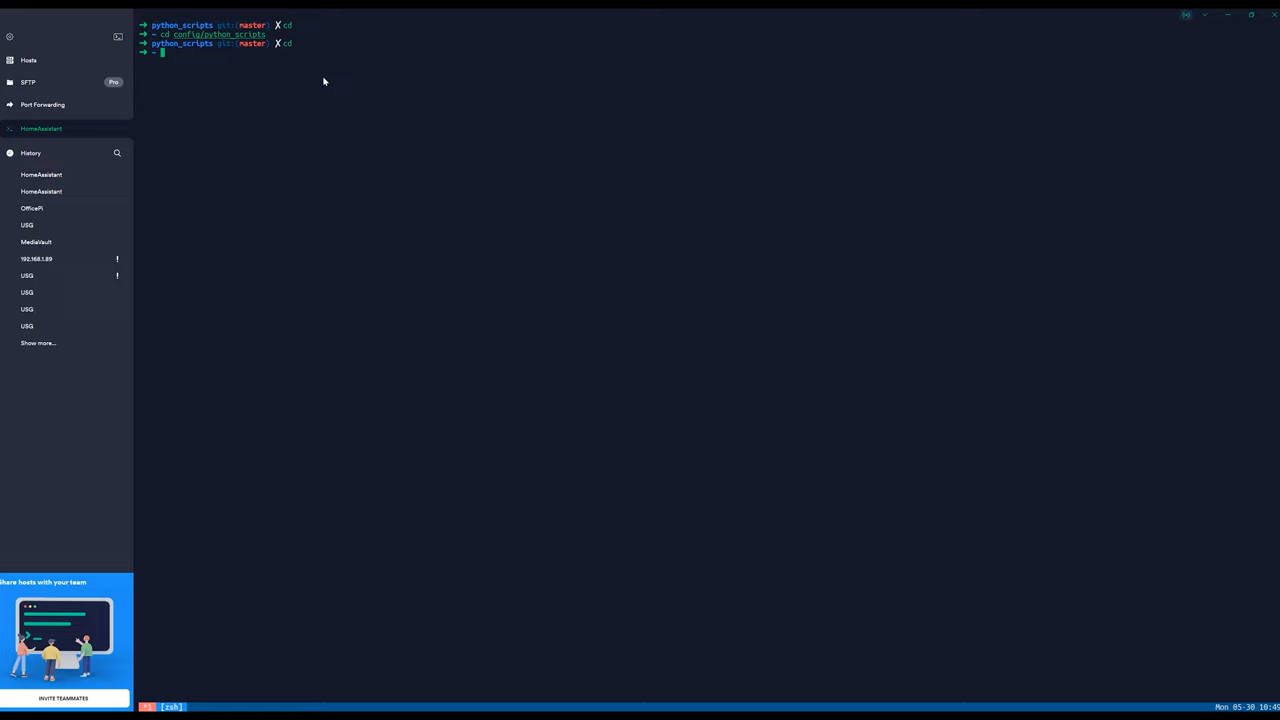 ➜ python_scripts git:(master) ✗ cd
➜ ~ cd config/python_scripts
➜ python_scripts git:(master) ✗ cd
➜ ~
Hosts
SFTP Pro
Port Forwarding
HomeAssistant
History
HomeAssistant
HomeAssistant
OfficePi
USG
MediaVault
192.168.1.89 !
USG !
USG
USG
USG
Show more...
Share hosts with your team
INVITE TEAMMATES
*1 [zsh]
Mon 05-30 10:49